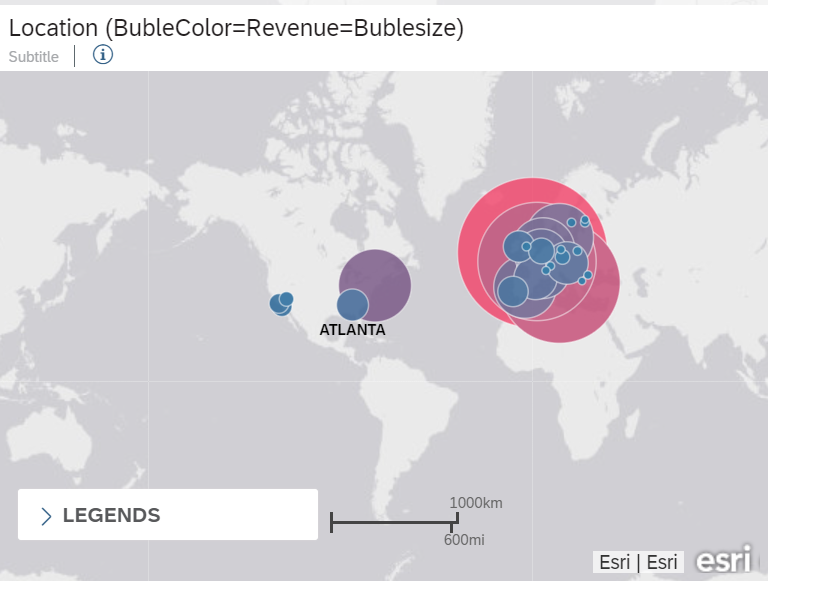 Location (BubleColor=Revenue=Bublesize)
Subtitle
ATLANTA
LEGENDS
1000km
600mi
Esri | Esri
esri